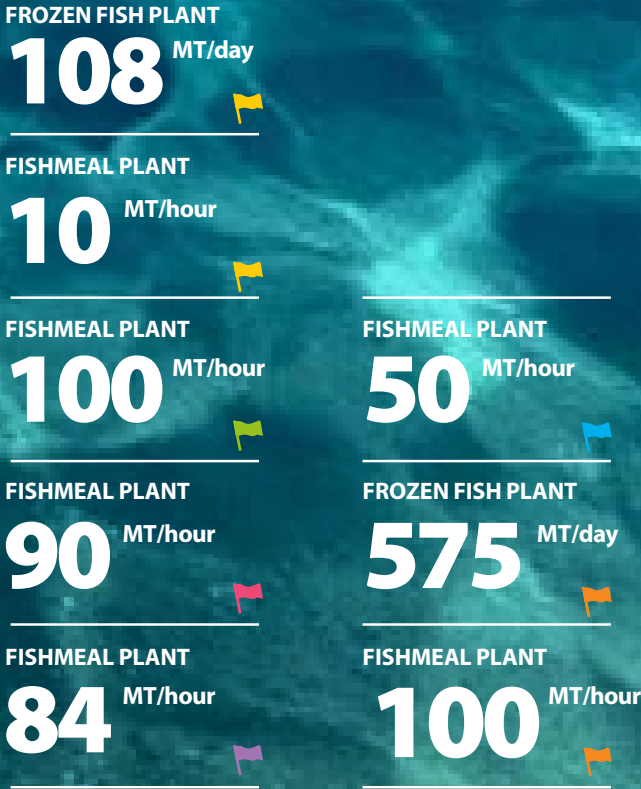 FROZEN FISH PLANT
108 MT/day
FISHMEAL PLANT
10 MT/hour
FISHMEAL PLANT
100 MT/hour
FISHMEAL PLANT
90 MT/hour
FISHMEAL PLANT
84 MT/hour
FISHMEAL PLANT
50 MT/hour
FROZEN FISH PLANT
575 MT/day
FISHMEAL PLANT
100 MT/hour